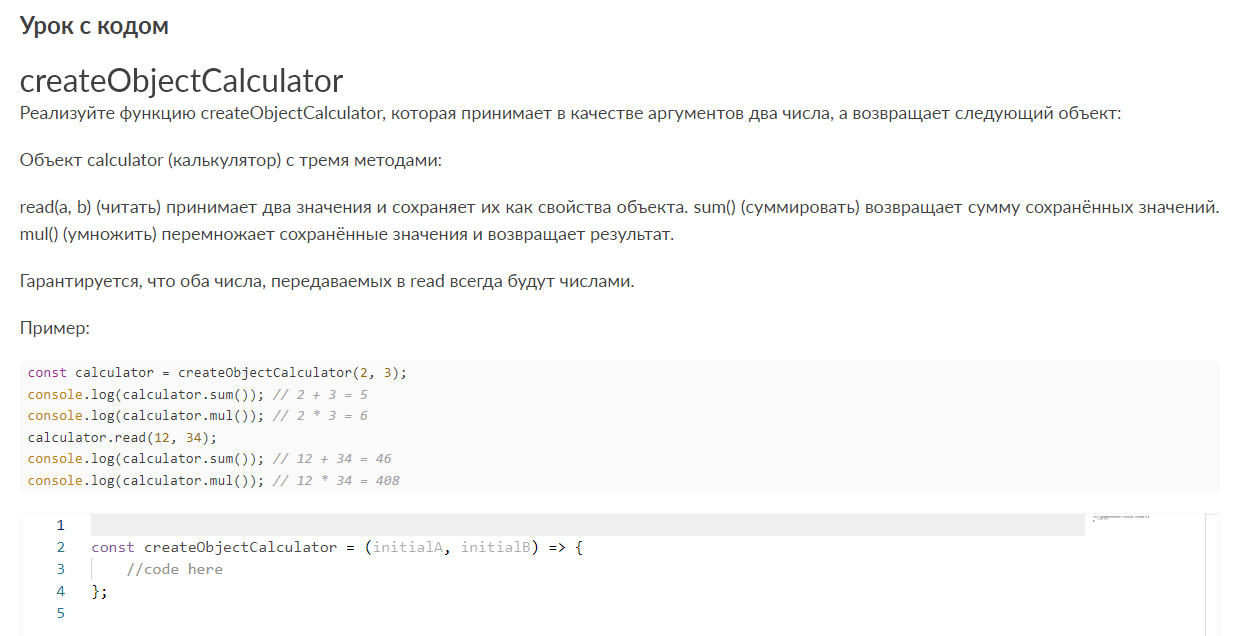 Урок с кодом
createObjectCalculator
Реализуйте функцию createObjectCalculator, которая принимает в качестве аргументов два числа, а возвращает следующий объект:
Объект calculator (калькулятор) с тремя методами:
read(a, b) (читать) принимает два значения и сохраняет их как свойства объекта. sum() (суммировать) возвращает сумму сохранённых значений.
mul() (умножить) перемножает сохранённые значения и возвращает результат.
Гарантируется, что оба числа, передаваемых в read всегда будут числами.
Пример:
const calculator = createObjectCalculator(2, 3);
console.log(calculator.sum()); // 2 + 3 = 5
console.log(calculator.mul()); // 2 * 3 = 6
calculator.read(12, 34);
console.log(calculator.sum()); // 12 + 34 = 46
console.log(calculator.mul()); // 12 * 34 = 408
1
2 const createObjectCalculator = (initialA, initialB) => {
3 //code here
4 };
5